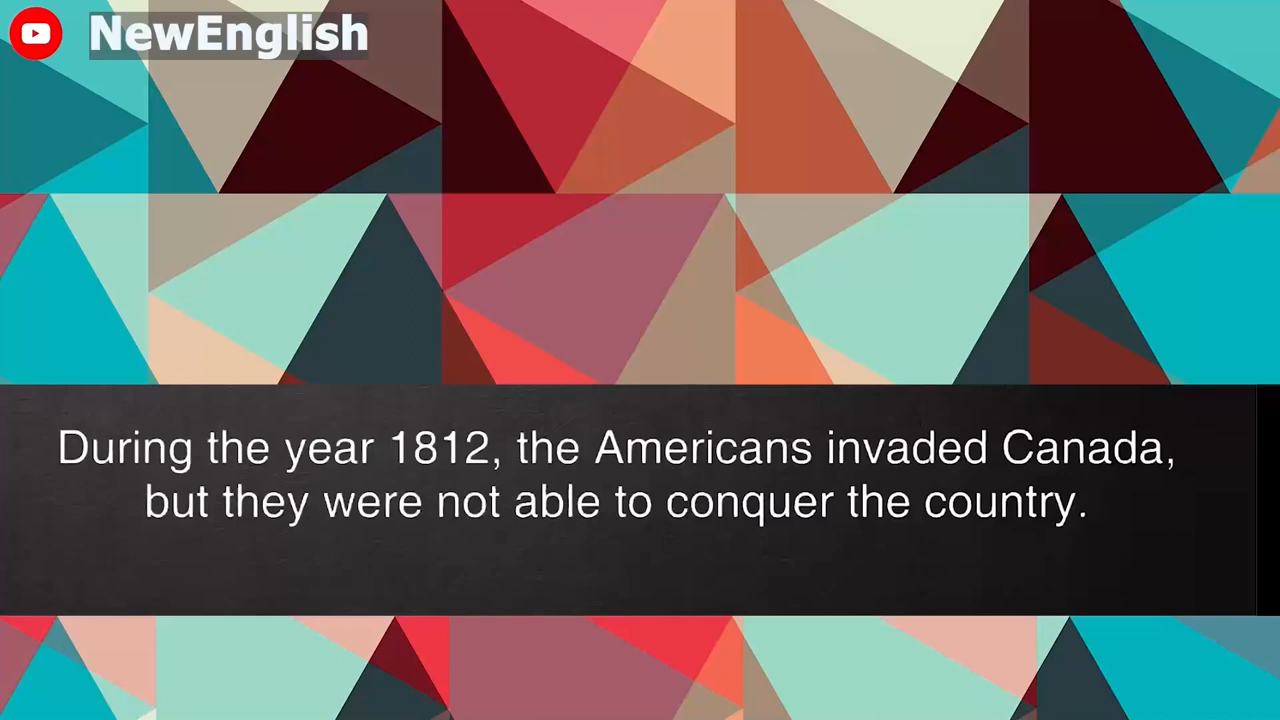 NewEnglish
During the year 1812, the Americans invaded Canada,
but they were not able to conquer the country.